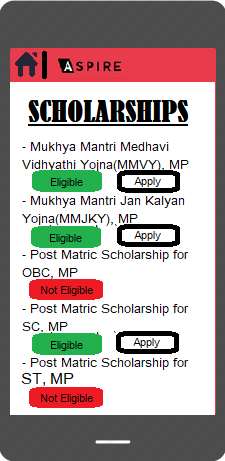 ASPIRE
SCHOLARSHIPS
- Mukhya Mantri Medhavi
Vidhyathi Yojna(MMVY), MP
Eligible Apply
- Mukhya Mantri Jan Kalyan
Yojna(MMJKY), MP
Eligible Apply
- Post Matric Scholarship for
OBC, MP
Not Eligible
- Post Matric Scholarship for
SC, MP
Eligible Apply
- Post Matric Scholarship for
ST, MP
Not Eligible